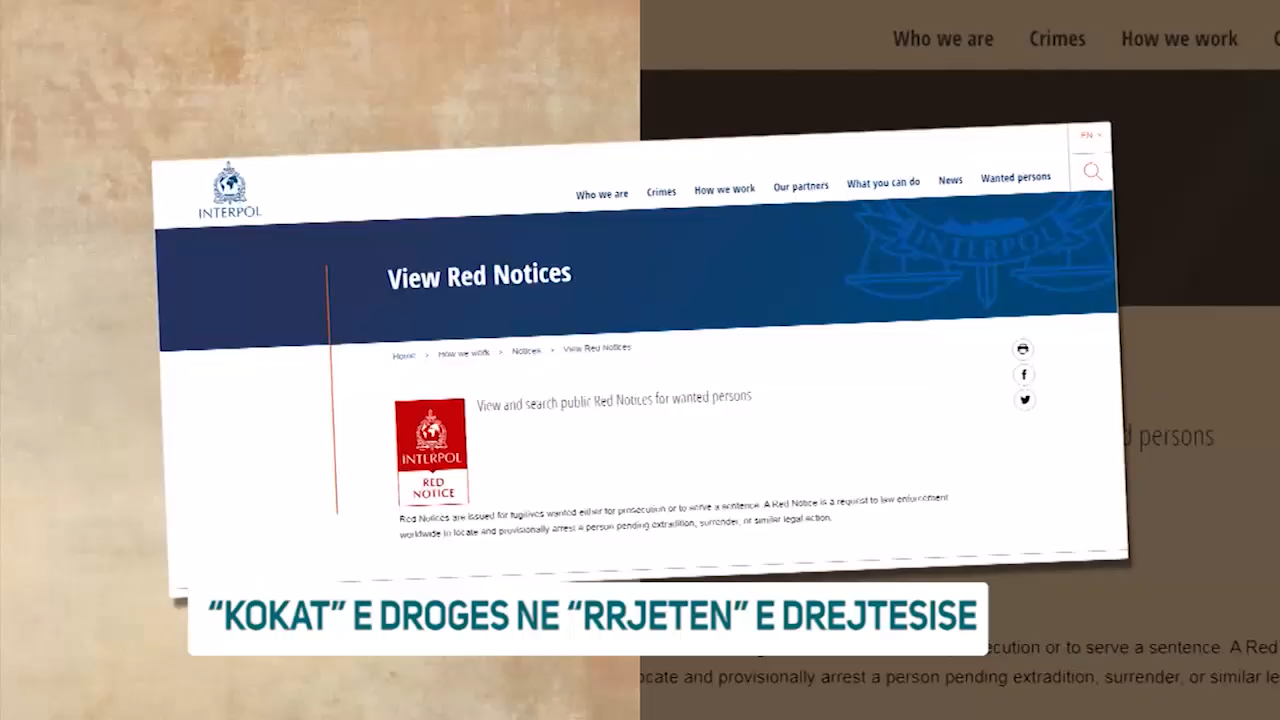 Who we are Crimes How we work
EN
INTERPOL
Who we are Crimes How we work Our partners What you can do News Wanted persons
INTERPOL
View Red Notices
Home > How we work > Notices > View Red Notices
View and search public Red Notices for wanted persons
INTERPOL
RED
NOTICE
d persons
Red Notices are issued for fugitives wanted either for prosecution or to serve a sentence. A Red Notice is a request to law enforcement
worldwide to locate and provisionally arrest a person pending extradition, surrender, or similar legal action.
“KOKAT” E DROGES NE “RRJETEN” E DREJTESISE
ecution or to serve a sentence. A Red
ocate and provisionally arrest a person pending extradition, surrender, or similar le